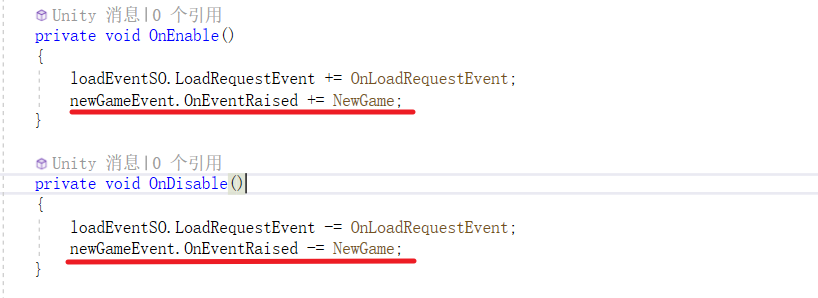 Unity 消息|0 个引用
private void OnEnable()
{
loadEventSO.LoadRequestEvent += OnLoadRequestEvent;
newGameEvent.OnEventRaised += NewGame;
}
Unity 消息|0 个引用
private void OnDisable()
{
loadEventSO.LoadRequestEvent -= OnLoadRequestEvent;
newGameEvent.OnEventRaised -= NewGame;
}